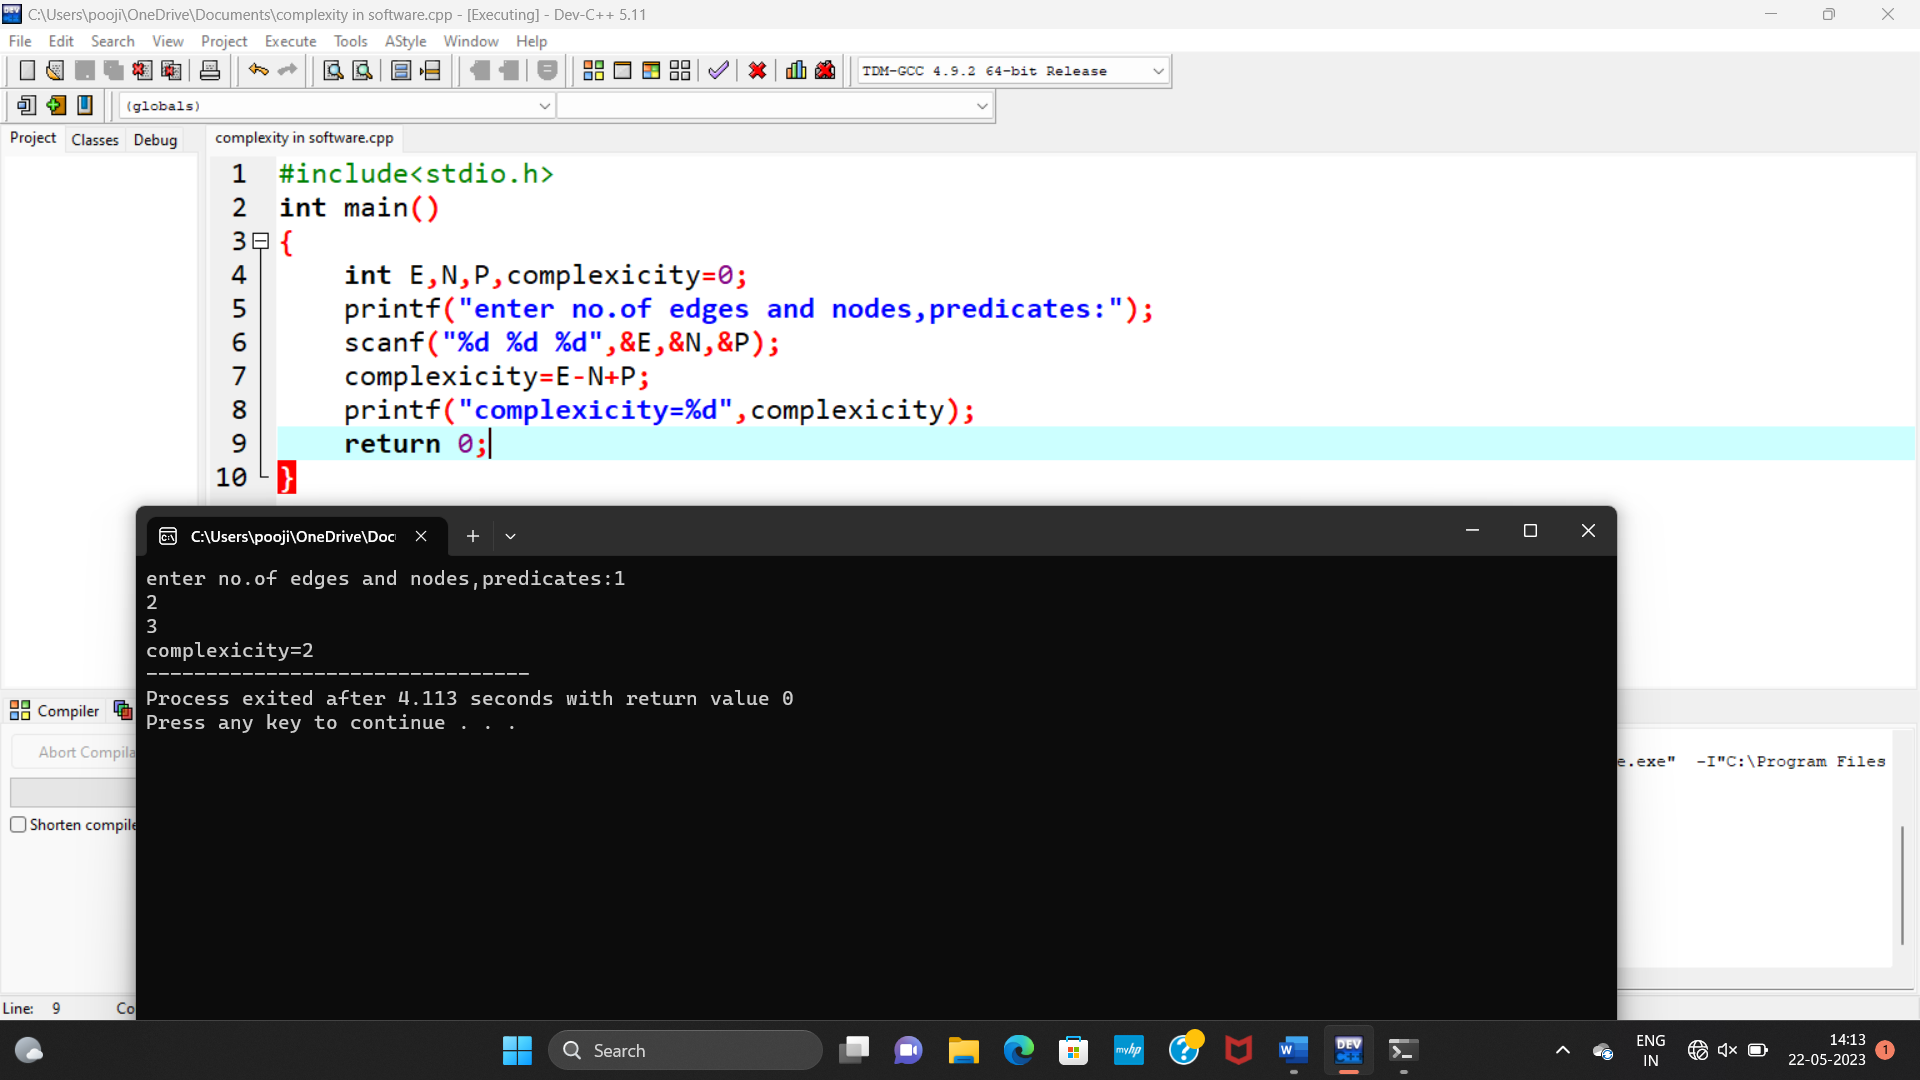 C:\Users\pooji\OneDrive\Documents\complexity in software.cpp - [Executing] - Dev-C++ 5.11
File Edit Search View Project Execute Tools AStyle Window Help
TDM-GCC 4.9.2 64-bit Release
(globals)
Project Classes Debug
complexity in software.cpp
1 #include<stdio.h>
2 int main()
3 {
4 int E,N,P,complexicity=0;
5 printf("enter no.of edges and nodes,predicates:");
6 scanf("%d %d %d",&E,&N,&P);
7 complexicity=E-N+P;
8 printf("complexicity=%d",complexicity);
9 return 0;
10 }
C:\Users\pooji\OneDrive\Doc
enter no.of edges and nodes,predicates:1
2
3
complexicity=2
--------------------------------
Process exited after 4.113 seconds with return value 0
Press any key to continue . . .
Compiler
Abort Compila
e.exe" -I"C:\Program Files
Shorten compile
Line: 9 Co
Search
myhp
W
DEV C++
ENG
IN
14:13
22-05-2023
1